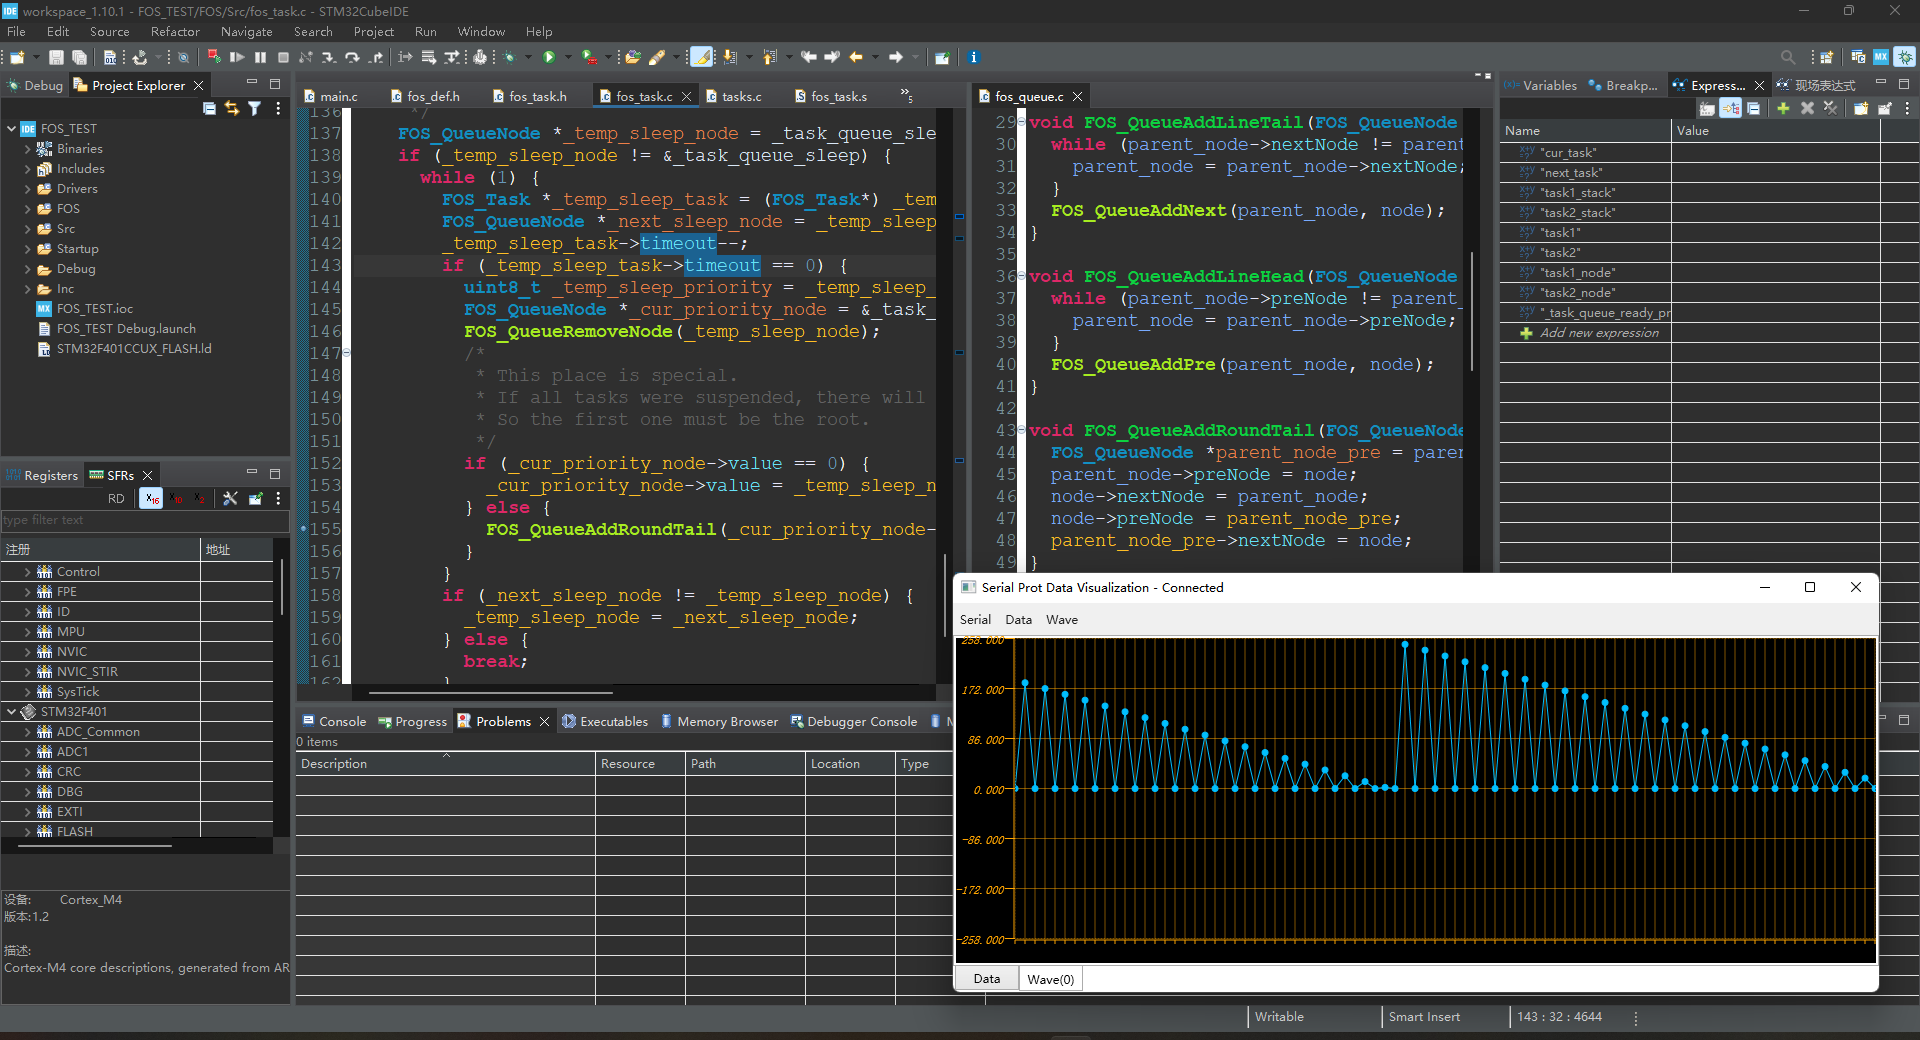 workspace_1.10.1 - FOS_TEST/FOS/Src/fos_task.c - STM32CubeIDE
File Edit Source Refactor Navigate Search Project Run Window Help
Debug Project Explorer
FOS_TEST
Binaries
Includes
Drivers
FOS
Src
Startup
Debug
Inc
FOS_TEST.ioc
FOS_TEST Debug.launch
STM32F401CCUX_FLASH.ld
Registers SFRs
RD X₁₆
type filter text
注册 地址
Control
FPE
ID
MPU
NVIC
NVIC_STIR
SysTick
STM32F401
ADC_Common
ADC1
CRC
DBG
EXTI
FLASH
设备: Cortex_M4
版本:1.2
描述:
Cortex-M4 core descriptions, generated from AR
main.c fos_def.h fos_task.h fos_task.c tasks.c fos_task.s »5
136 */
137 FOS_QueueNode *_temp_sleep_node = _task_queue_sle
138 if (_temp_sleep_node != &_task_queue_sleep) {
139 while (1) {
140 FOS_Task *_temp_sleep_task = (FOS_Task*) _tem
141 FOS_QueueNode *_next_sleep_node = _temp_sleep
142 _temp_sleep_task->timeout--;
143 if (_temp_sleep_task->timeout == 0) {
144 uint8_t _temp_sleep_priority = _temp_sleep_
145 FOS_QueueNode *_cur_priority_node = &_task_
146 FOS_QueueRemoveNode(_temp_sleep_node);
147 /*
148 * This place is special.
149 * If all tasks were suspended, there will
150 * So the first one must be the root.
151 */
152 if (_cur_priority_node->value == 0) {
153 _cur_priority_node->value = _temp_sleep_n
154 } else {
155 FOS_QueueAddRoundTail(_cur_priority_node-
156 }
157 }
158 if (_next_sleep_node != _temp_sleep_node) {
159 _temp_sleep_node = _next_sleep_node;
160 } else {
161 break;
162 }
fos_queue.c
29 void FOS_QueueAddLineTail(FOS_QueueNode
30 while (parent_node->nextNode != parent
31 parent_node = parent_node->nextNode;
32 }
33 FOS_QueueAddNext(parent_node, node);
34 }
35
36 void FOS_QueueAddLineHead(FOS_QueueNode
37 while (parent_node->preNode != parent_
38 parent_node = parent_node->preNode;
39 }
40 FOS_QueueAddPre(parent_node, node);
41 }
42
43 void FOS_QueueAddRoundTail(FOS_QueueNode
44 FOS_QueueNode *parent_node_pre = paren
45 parent_node->preNode = node;
46 node->nextNode = parent_node;
47 node->preNode = parent_node_pre;
48 parent_node_pre->nextNode = node;
49 }
Variables Breakp... Express... 现场表达式
Name Value
"cur_task"
"next_task"
"task1_stack"
"task2_stack"
"task1"
"task2"
"task1_node"
"task2_node"
"_task_queue_ready_pr
Add new expression
Console Progress Problems Executables Memory Browser Debugger Console M
0 items
Description Resource Path Location Type
Serial Prot Data Visualization - Connected
Serial Data Wave
258.000
172.000
86.000
0.000
-86.000
-172.000
-258.000
Data Wave(0)
Writable Smart Insert 143 : 32 : 4644